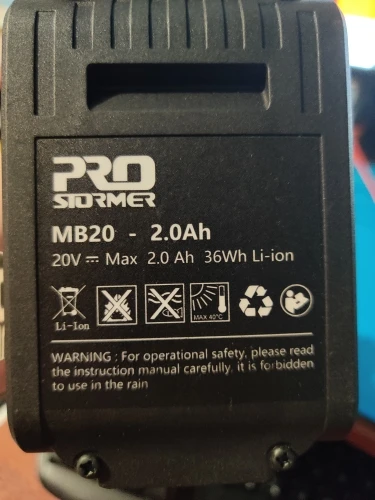 PRO
STORMER
MB20 - 2.0Ah
20V ⎓ Max 2.0 Ah 36Wh Li-ion
Li-Ion
MAX 40°C
WARNING : For operational safety, please read
the instruction manual carefully, it is forbidden
to use in the rain